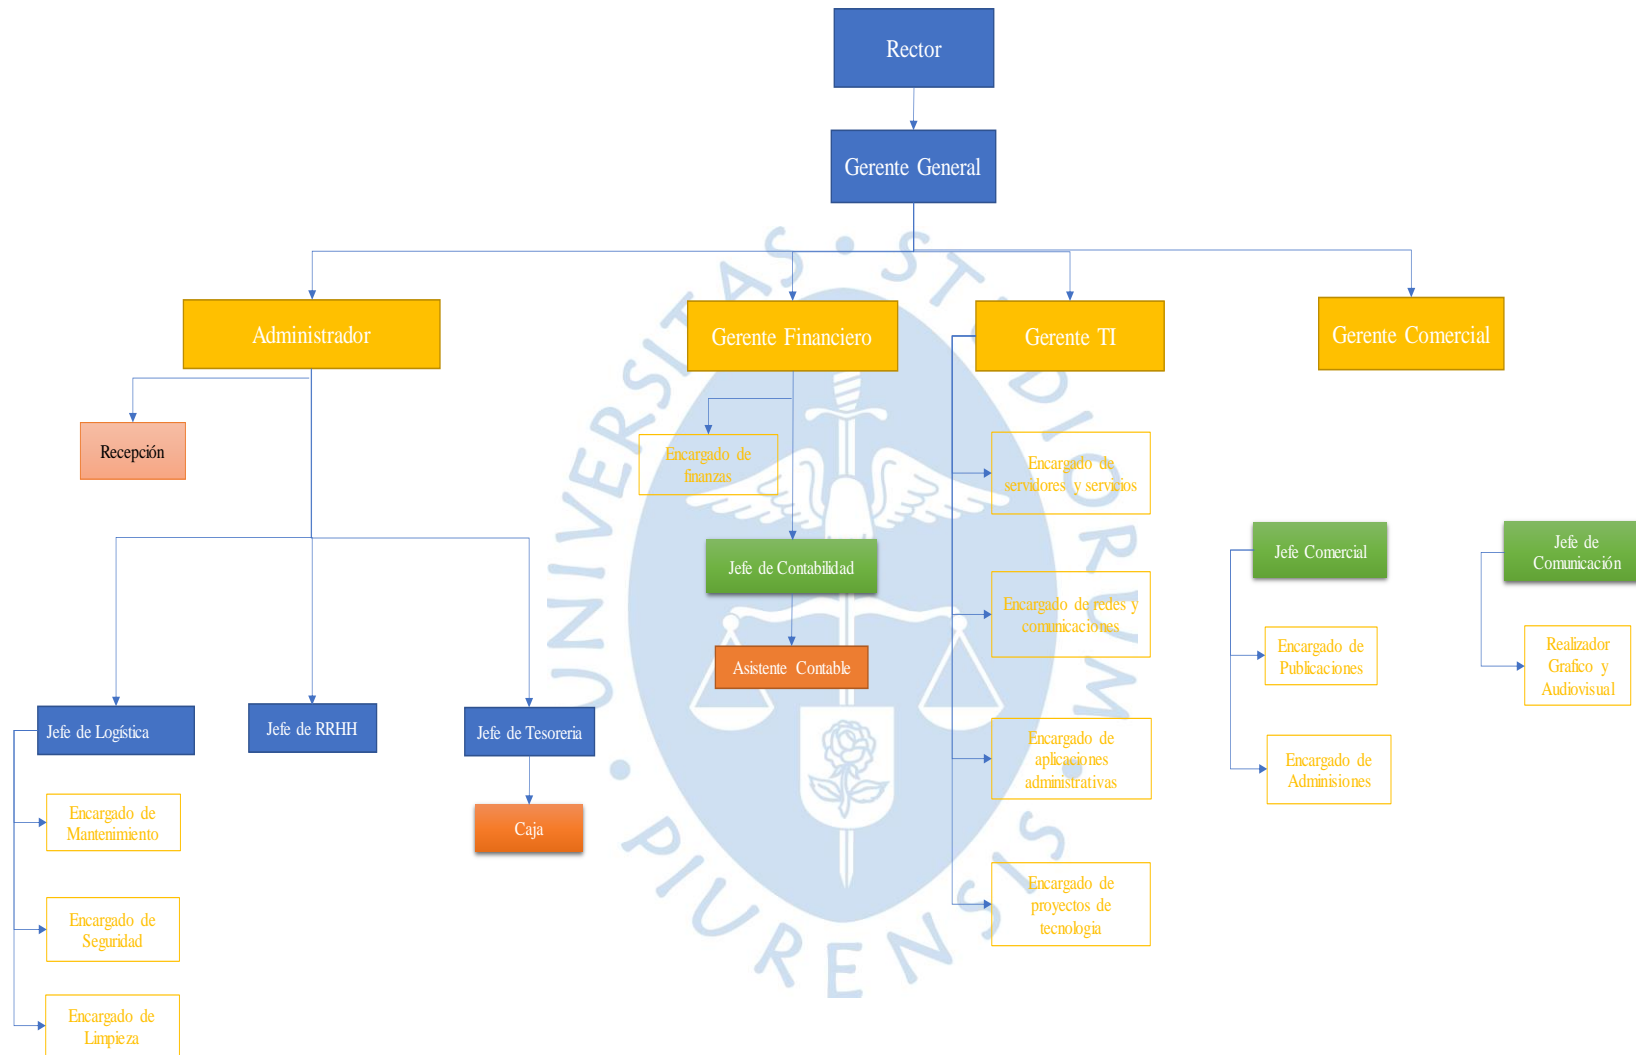 Rector
Gerente General
Administrador
Gerente Financiero
Gerente TI
Gerente Comercial
Recepción
Encargado de
finanzas
Encargado de
servidores y servicios
Jefe de Contabilidad
Jefe Comercial
Jefe de
Comunicación
Encargado de redes y
comunicaciones
Asistente Contable
Encargado de
Publicaciones
Realizador
Grafico y
Audiovisual
Jefe de Logística
Jefe de RRHH
Jefe de Tesoreria
Encargado de
aplicaciones
administrativas
Encargado de
Adminisiones
Encargado de
Mantenimiento
Caja
Encargado de
proyectos de
tecnologia
Encargado de
Seguridad
Encargado de
Limpieza
UNIVERSITAS • STUDIORUM • PIURENSIS •